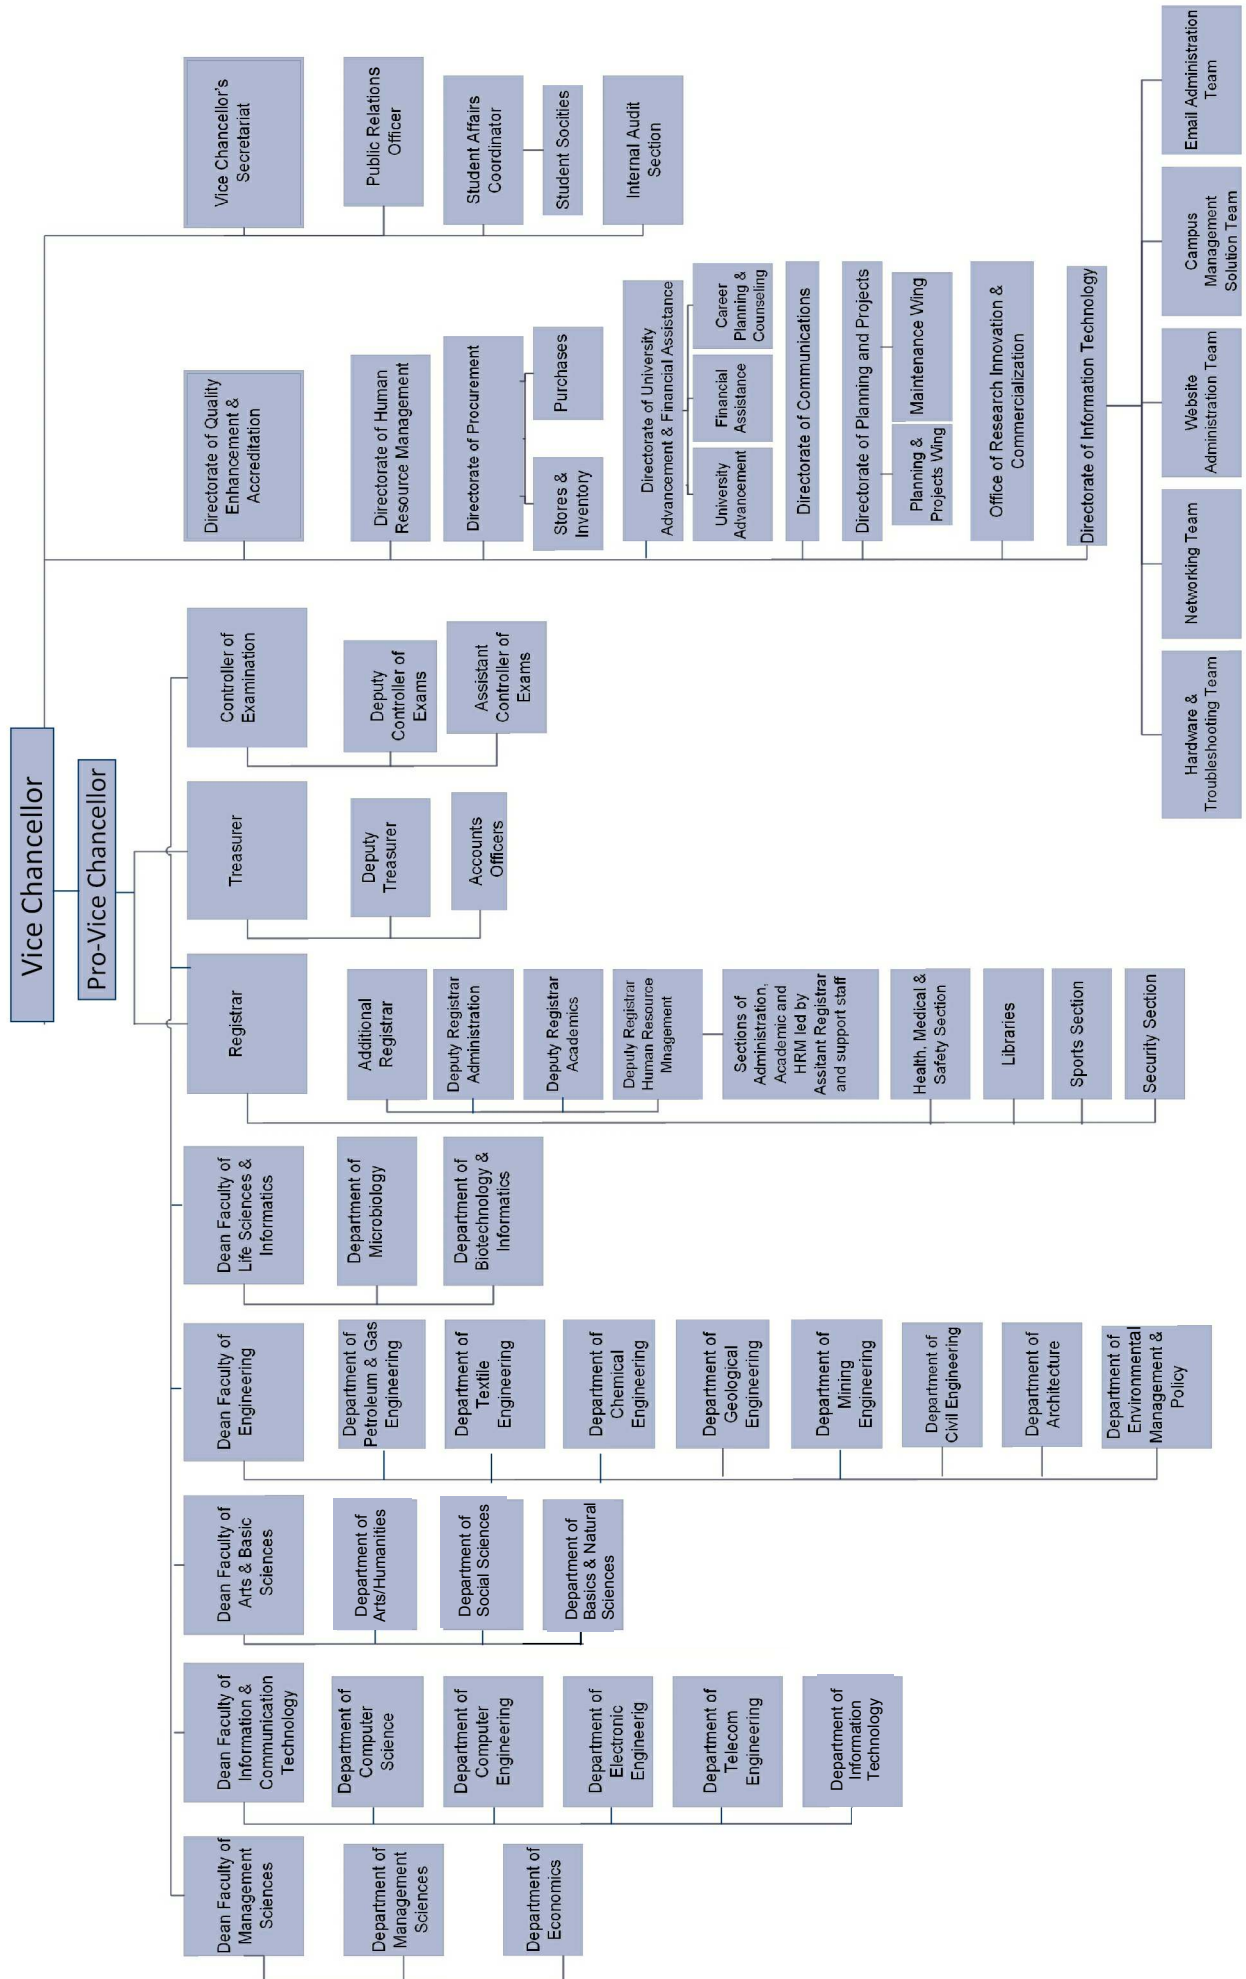 Vice Chancellor
Pro-Vice Chancellor
Dean Faculty of
Management
Sciences
Department of
Management
Sciences
Department of
Economics
Dean Faculty of
Information &
Communication
Technology
Department of
Computer
Science
Department of
Computer
Engineering
Department of
Electronic
Engineerig
Department of
Telecom
Engineering
Department of
Information
Technology
Dean Faculty of
Arts & Basic
Sciences
Department of
Arts/Humanities
Department of
Social Sciences
Department of
Basics & Natural
Sciences
Dean Faculty of
Engineering
Department of
Petroleum & Gas
Engineering
Department of
Textile
Engineering
Department of
Chemical
Engineering
Department of
Geological
Engineering
Department of
Mining
Engineering
Department of
Civil Engineering
Department of
Architecture
Department of
Environmental
Management &
Policy
Dean Faculty of
Life Sciences &
Informatics
Department of
Microbiology
Department of
Biotechnology &
Informatics
Registrar
Additional
Registrar
Deputy Registrar
Administration
Deputy Registrar
Academics
Deputy Registrar
Human Resource
Mnagement
Sections of
Administration,
Academic and
HRM led by
Assitant Registrar
and support staff
Health, Medical &
Safety Section
Libraries
Sports Section
Security Section
Treasurer
Deputy
Treasurer
Accounts
Officers
Controller of
Examination
Deputy
Controller of
Exams
Assistant
Controller of
Exams
Directorate of Quality
Enhancement &
Accreditation
Directorate of Human
Resource Management
Directorate of Procurement
Stores &
Inventory
Purchases
Directorate of University
Advancement & Financial Assistance
University
Advancement
Financial
Assistance
Career
Planning &
Counseling
Directorate of Communications
Directorate of Planning and Projects
Planning &
Projects Wing
Maintenance Wing
Office of Research Innovation &
Commercialization
Directorate of Information Technology
Hardware &
Troubleshooting Team
Networking Team
Website
Administration Team
Campus
Management
Solution Team
Email Administration
Team
Vice Chancellor's
Secretariat
Public Relations
Officer
Student Affairs
Coordinator
Student Socities
Internal Audit
Section